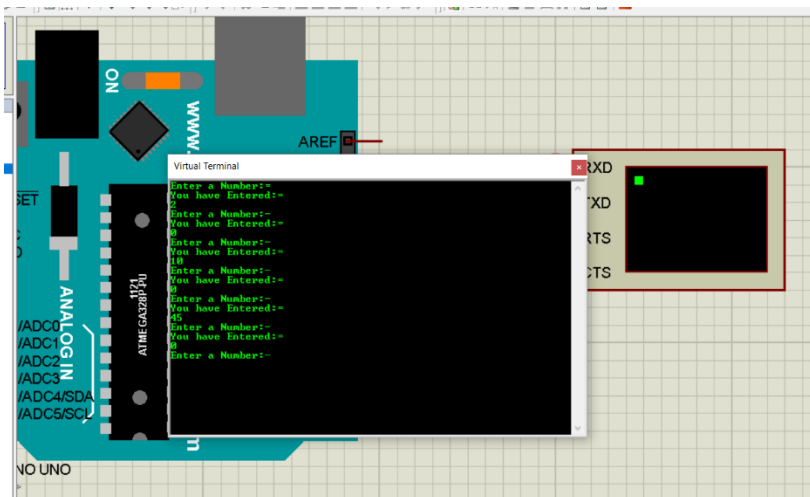 ON
www.
AREF
Virtual Terminal
RXD
TXD
RTS
CTS
Enter a Number:=
You have Entered:=
2
Enter a Number:-
You have Entered:=
0
Enter a Number:-
You have Entered:=
10
Enter a Number:-
You have Entered:=
0
Enter a Number:-
You have Entered:=
45
Enter a Number:-
You have Entered:=
0
Enter a Number:-
1121
ATMEGA328P-PU
ANALOG IN
/ADC0
/ADC1
/ADC2
/ADC3
/ADC4/SDA
/ADC5/SCL
NO UNO